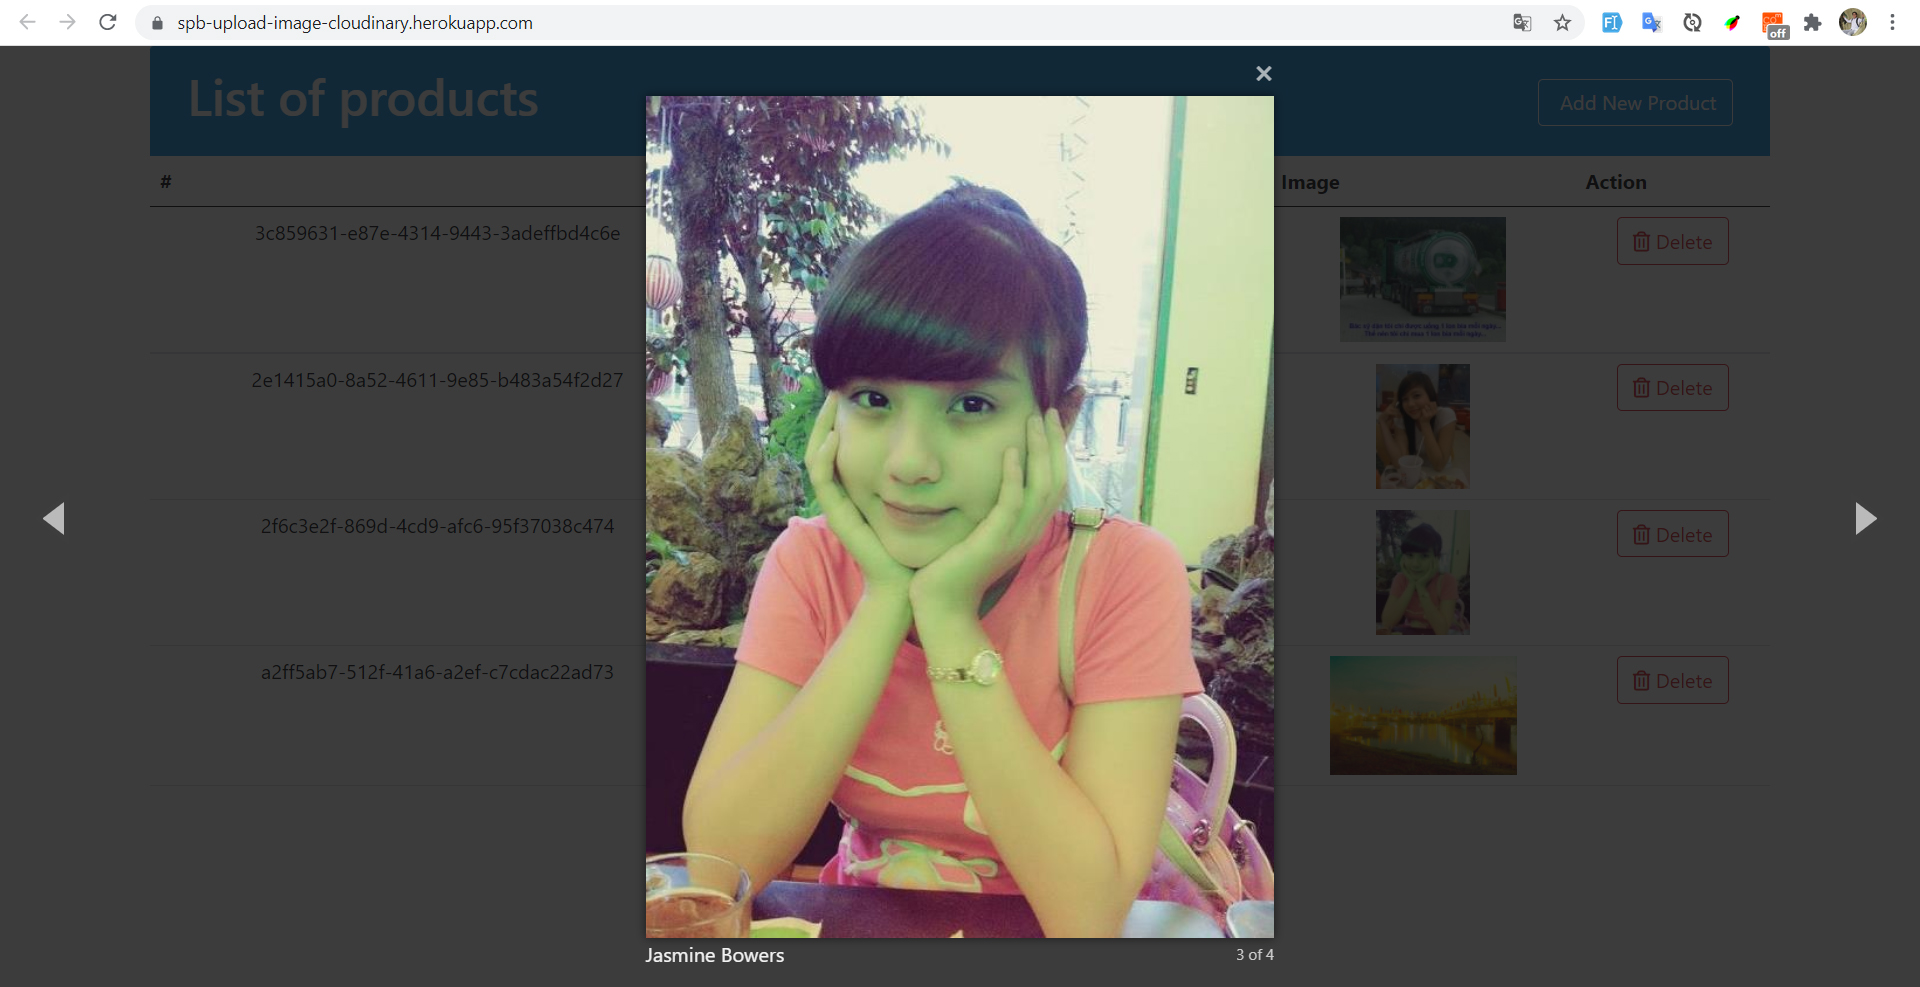 spb-upload-image-cloudinary.herokuapp.com
off
List of products
Add New Product
#
Image
Action
3c859631-e87e-4314-9443-3adeffbd4c6e
Delete
2e1415a0-8a52-4611-9e85-b483a54f2d27
Delete
2f6c3e2f-869d-4cd9-afc6-95f37038c474
Delete
a2ff5ab7-512f-41a6-a2ef-c7cdac22ad73
Delete
Jasmine Bowers
3 of 4